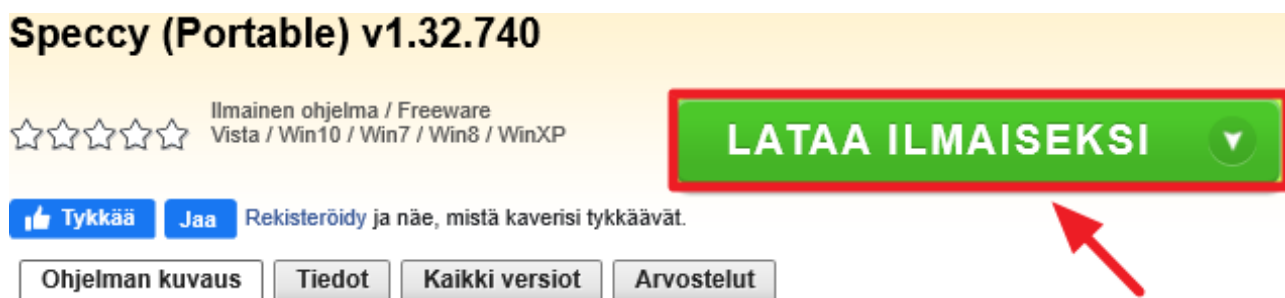 Speccy (Portable) v1.32.740
Ilmainen ohjelma / Freeware
Vista / Win10 / Win7 / Win8 / WinXP
LATAA ILMAISEKSI
Tykkää Jaa Rekisteröidy ja näe, mistä kaverisi tykkäävät.
Ohjelman kuvaus Tiedot Kaikki versiot Arvostelut